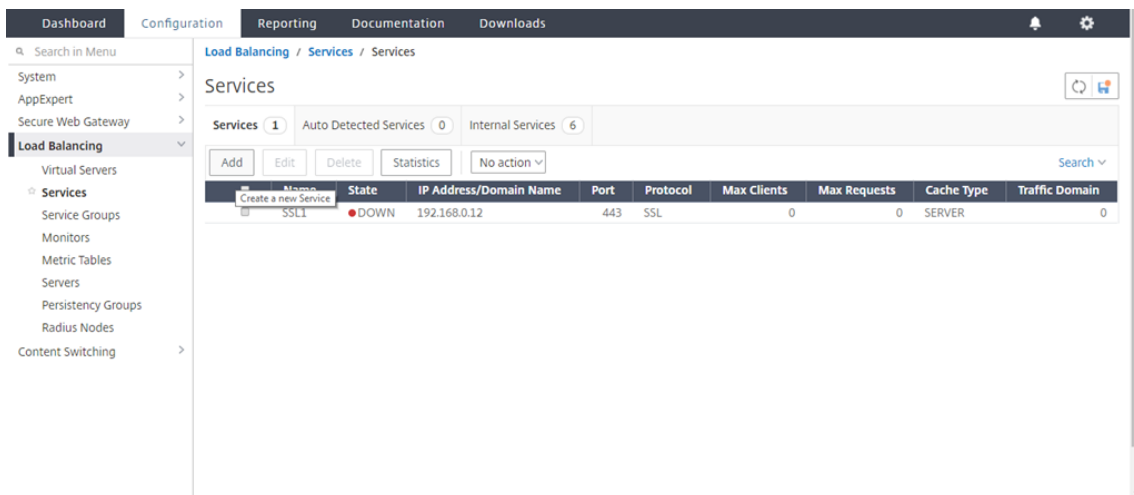 Dashboard Configuration Reporting Documentation Downloads
Search in Menu
System
AppExpert
Secure Web Gateway
Load Balancing
Virtual Servers
Services
Service Groups
Monitors
Metric Tables
Servers
Persistency Groups
Radius Nodes
Content Switching
Load Balancing / Services / Services
Services
Services 1 Auto Detected Services 0 Internal Services 6
Add Edit Delete Statistics No action Search
Name State IP Address/Domain Name Port Protocol Max Clients Max Requests Cache Type Traffic Domain
Create a new Service
SSL1 DOWN 192.168.0.12 443 SSL 0 0 SERVER 0